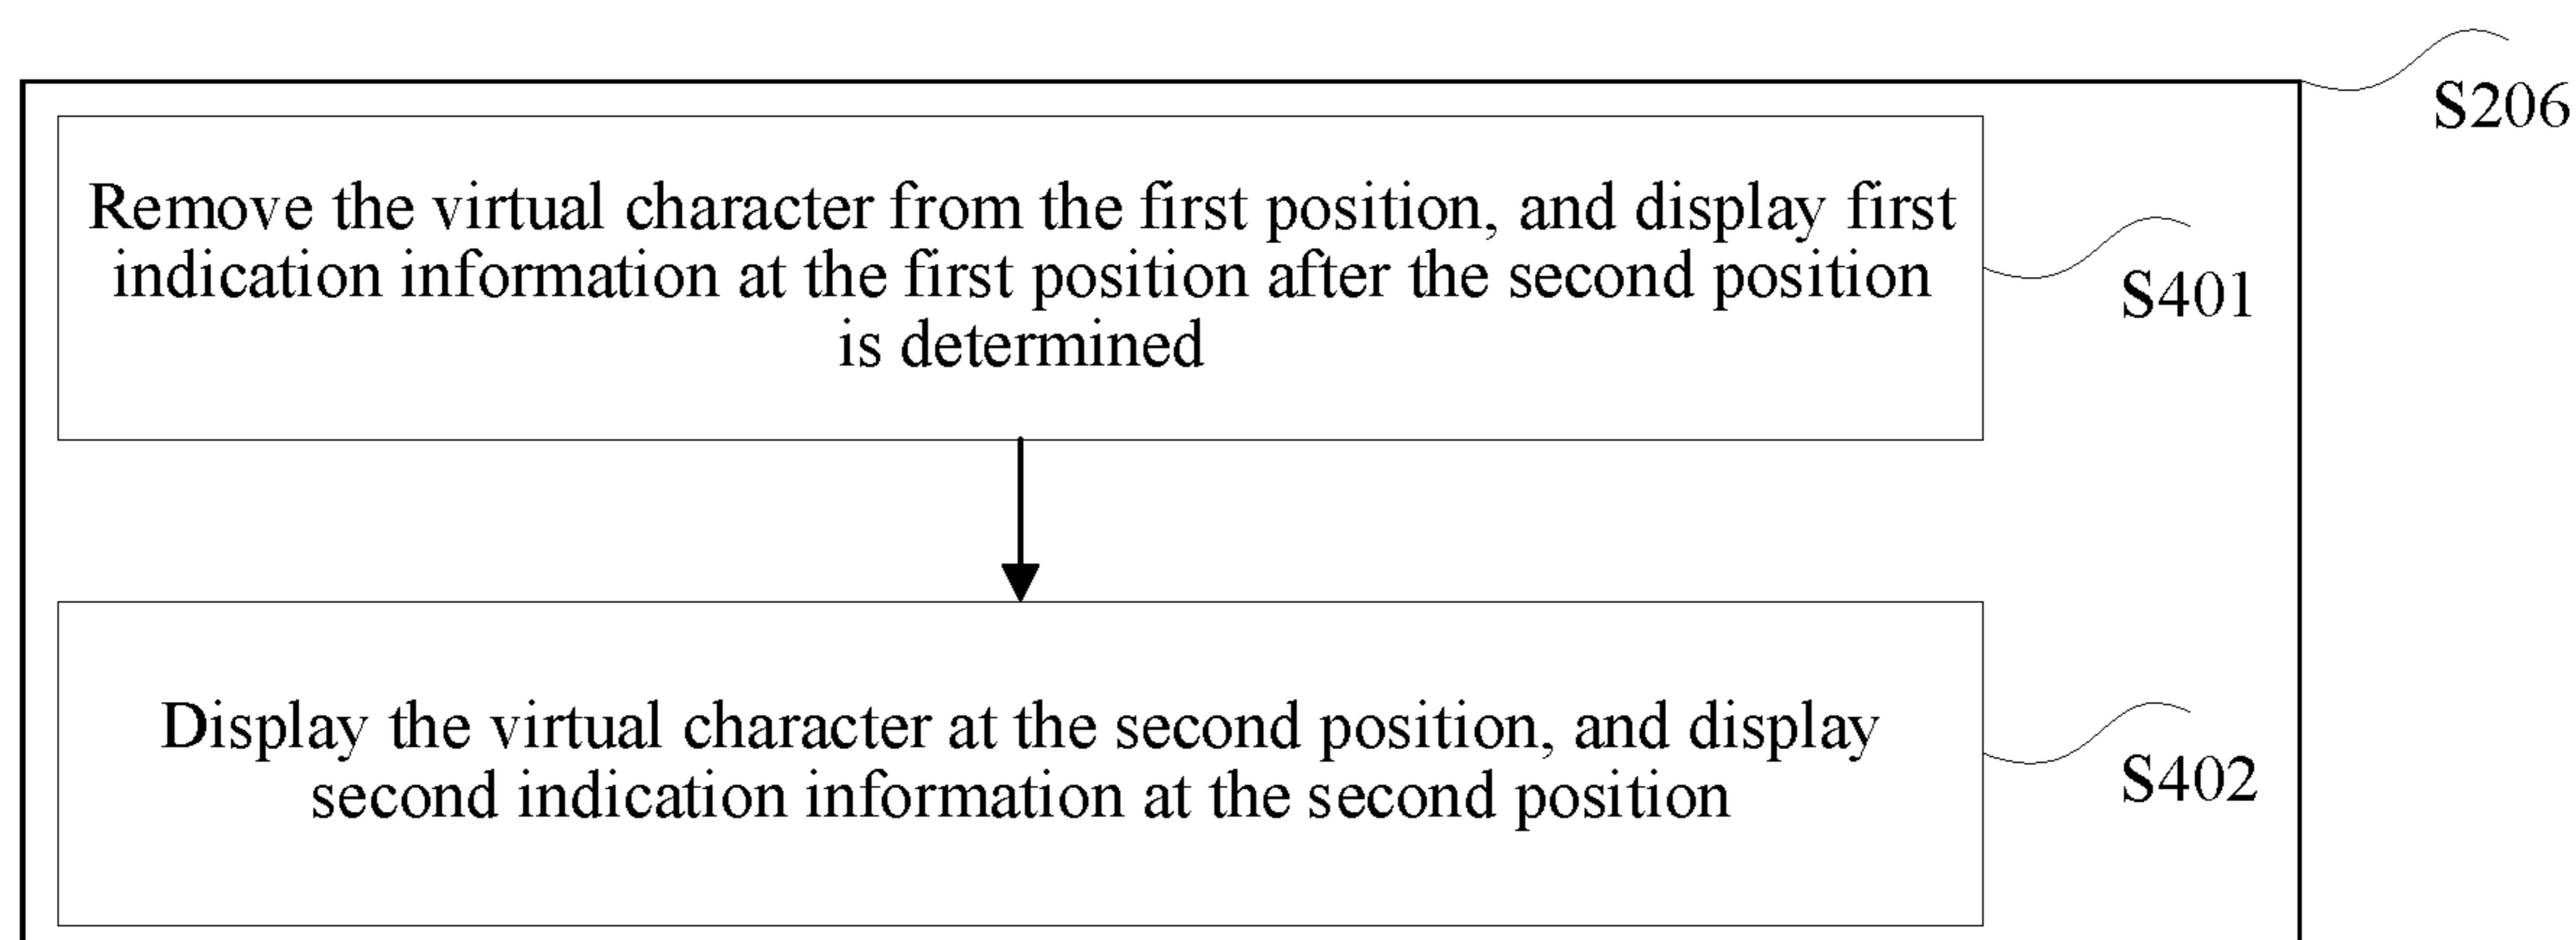 S206
Remove the virtual character from the first position, and display first
indication information at the first position after the second position
is determined
S401
Display the virtual character at the second position, and display
second indication information at the second position
S402